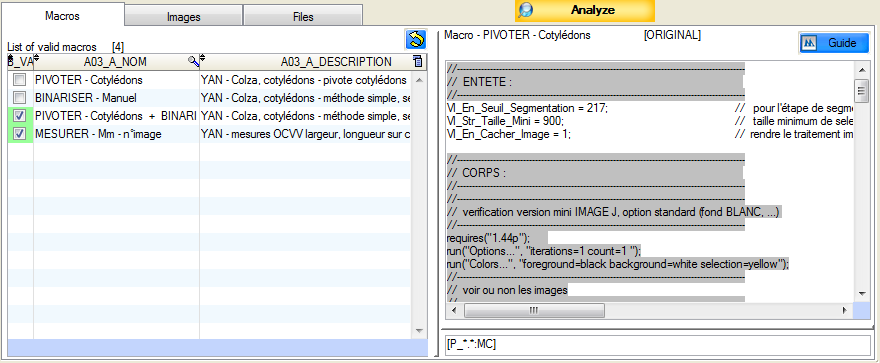 Macros Images Files
Analyze
List of valid macros [4]
B_VA A03_A_NOM A03_A_DESCRIPTION
PIVOTER - Cotylédons YAN - Colza, cotylédons - pivote cotylédons
BINARISER - Manuel YAN - Colza, cotylédons - méthode simple, se
PIVOTER - Cotylédons + BINARI YAN - Colza, cotylédons - méthode simple, se
MESURER - Mm - n°image YAN - mesures OCVV largeur, longueur sur c
Macro - PIVOTER - Cotylédons [ORIGINAL]
Guide
//----------------------------------------------------------------
// ENTETE :
//----------------------------------------------------------------
VI_En_Seuil_Segmentation = 217; // pour l'étape de segm
VI_Str_Taille_Mini = 900; // taille minimum de sele
VI_En_Cacher_Image = 1; // rendre le traitement im
//----------------------------------------------------------------
// CORPS :
//----------------------------------------------------------------
//----------------------------------------------------------------
// verification version mini IMAGE J, option standard (fond BLANC, ...)
//----------------------------------------------------------------
requires("1.44p");
run("Options...", "iterations=1 count=1 ");
run("Colors...", "foreground=black background=white selection=yellow");
//----------------------------------------------------------------
// voir ou non les images
[P_*.*:MC]